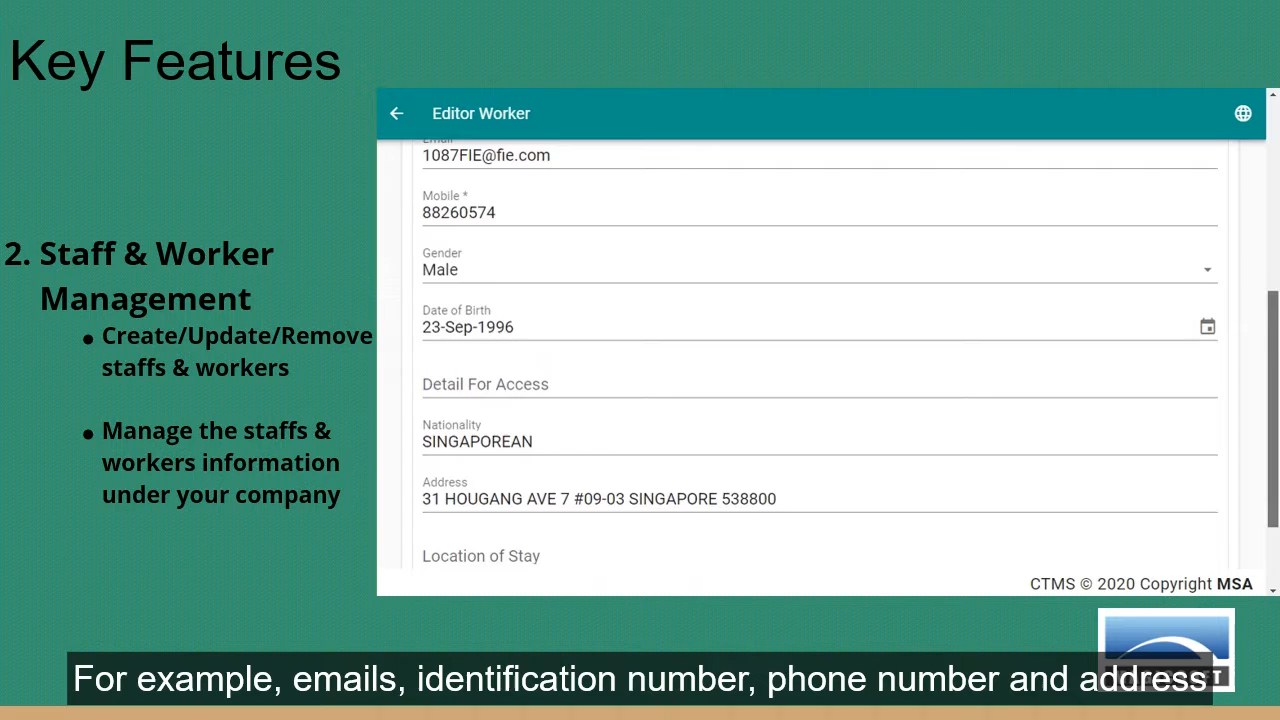 Key Features
Editor Worker
Email
1087FIE@fie.com
Mobile *
88260574
Gender
Male
Date of Birth
23-Sep-1996
Detail For Access
Nationality
SINGAPOREAN
Address
31 HOUGANG AVE 7 #09-03 SINGAPORE 538800
Location of Stay
CTMS © 2020 Copyright MSA
2. Staff & Worker
Management
• Create/Update/Remove
staffs & workers
• Manage the staffs &
workers information
under your company
For example, emails, identification number, phone number and address